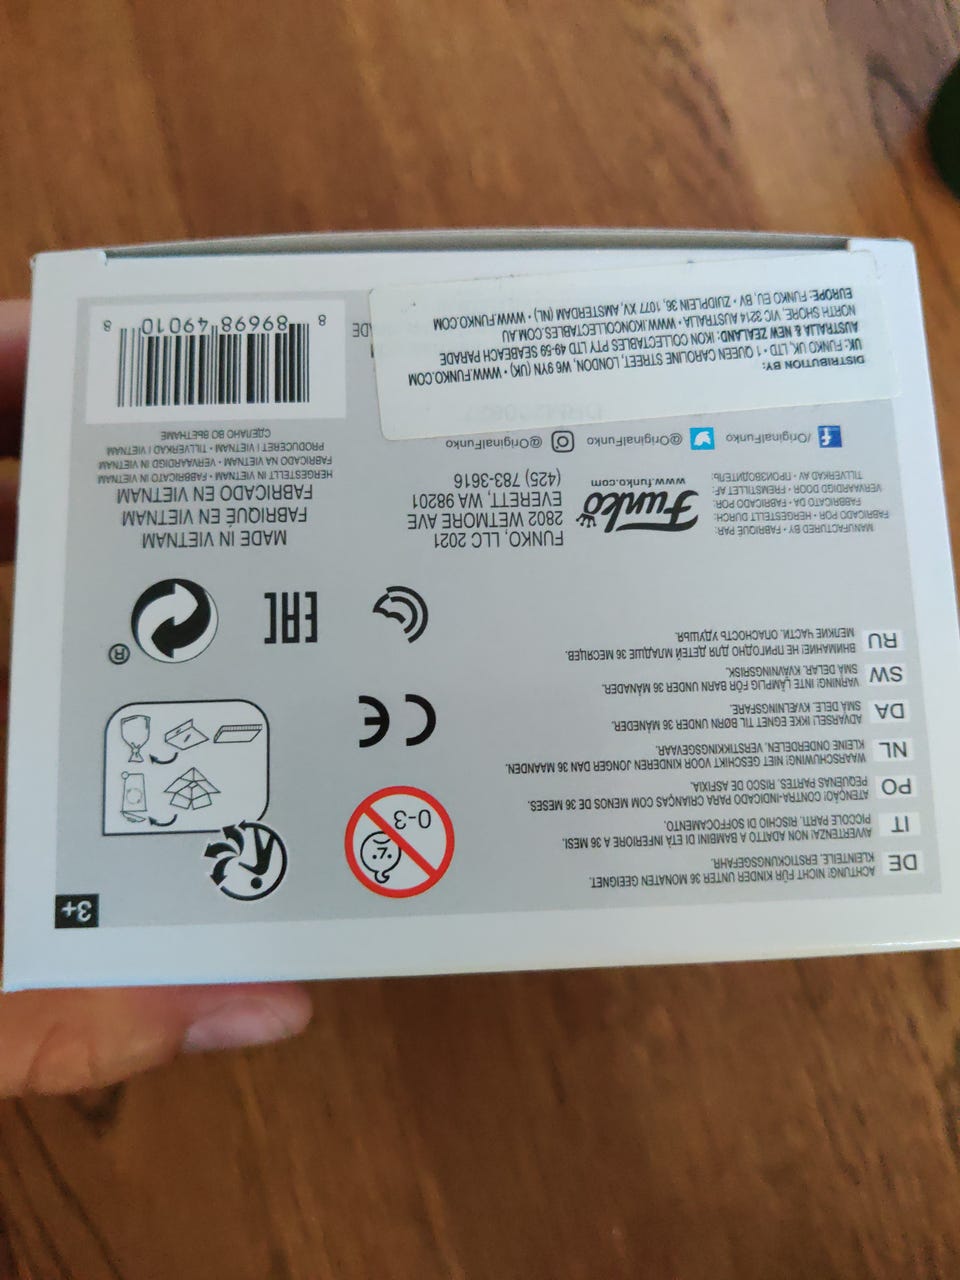 3+
DE
ACHTUNG! NICHT FÜR KINDER UNTER 36 MONATEN GEEIGNET.
KLEINTEILE. ERSTICKUNGSGEFAHR.
IT
AVVERTENZA! NON ADATTO A BAMBINI DI ETÀ INFERIORE A 36 MESI.
PICCOLE PARTI. RISCHIO DI SOFFOCAMENTO.
PO
ATENÇÃO! CONTRA-INDICADO PARA CRIANÇAS COM MENOS DE 36 MESES.
PEQUENAS PARTES. RISCO DE ASFIXIA.
NL
WAARSCHUWING! NIET GESCHIKT VOOR KINDEREN JONGER DAN 36 MAANDEN.
KLEINE ONDERDELEN. VERSTIKKINGSGEVAAR.
DA
ADVARSEL! IKKE EGNET TIL BØRN UNDER 36 MÅNEDER.
SMÅ DELE. KVÆLNINGSFARE.
SW
VARNING! INTE LÄMPLIG FÖR BARN UNDER 36 MÅNADER.
SMÅ DELAR. KVÄVNINGSRISK.
RU
ВНИМАНИЕ! НЕ ПРИГОДНО ДЛЯ ДЕТЕЙ МЛАДШЕ 36 МЕСЯЦЕВ.
МЕЛКИЕ ЧАСТИ. ОПАСНОСТЬ УДУШЬЯ.
0-3
CE
EAC
®
MANUFACTURED BY • FABRIQUÉ PAR:
FABRICADO POR • HERGESTELLT DURCH:
FABBRICATO DA • FABRICADO POR:
VERVAARDIGD DOOR • FREMSTILLET AF:
TILLVERKAD AV • ПРОИЗВОДИТЕЛЬ:
Funko
www.funko.com
FUNKO, LLC 2021
2802 WETMORE AVE
EVERETT, WA 98201
(425) 783-3616
MADE IN VIETNAM
FABRIQUÉ EN VIETNAM
FABRICADO EN VIETNAM
HERGESTELLT IN VIETNAM • FABBRICATO IN VIETNAM
FABRICADO NA VIETNAM • VERVAARDIGD IN VIETNAM
PRODUCERET I VIETNAM • TILLVERKAD I VIETNAM
СДЕЛАНО ВО ВЬЕТНАМЕ
/OriginalFunko
@OriginalFunko
@OriginalFunko
DISTRIBUTION BY:
UK: FUNKO UK, LTD • 1 QUEEN CAROLINE STREET, LONDON, W6 9YN (UK) • WWW.FUNKO.COM
AUSTRALIA & NEW ZEALAND: IKON COLLECTABLES PTY LTD 49-59 SEABEACH PARADE
NORTH SHORE, VIC 3214 AUSTRALIA • WWW.IKONCOLLECTABLES.COM.AU
EUROPE: FUNKO EU, BV • ZUIDPLEIN 36, 1077 XV, AMSTERDAM (NL) • WWW.FUNKO.COM
8 89698 49010 8